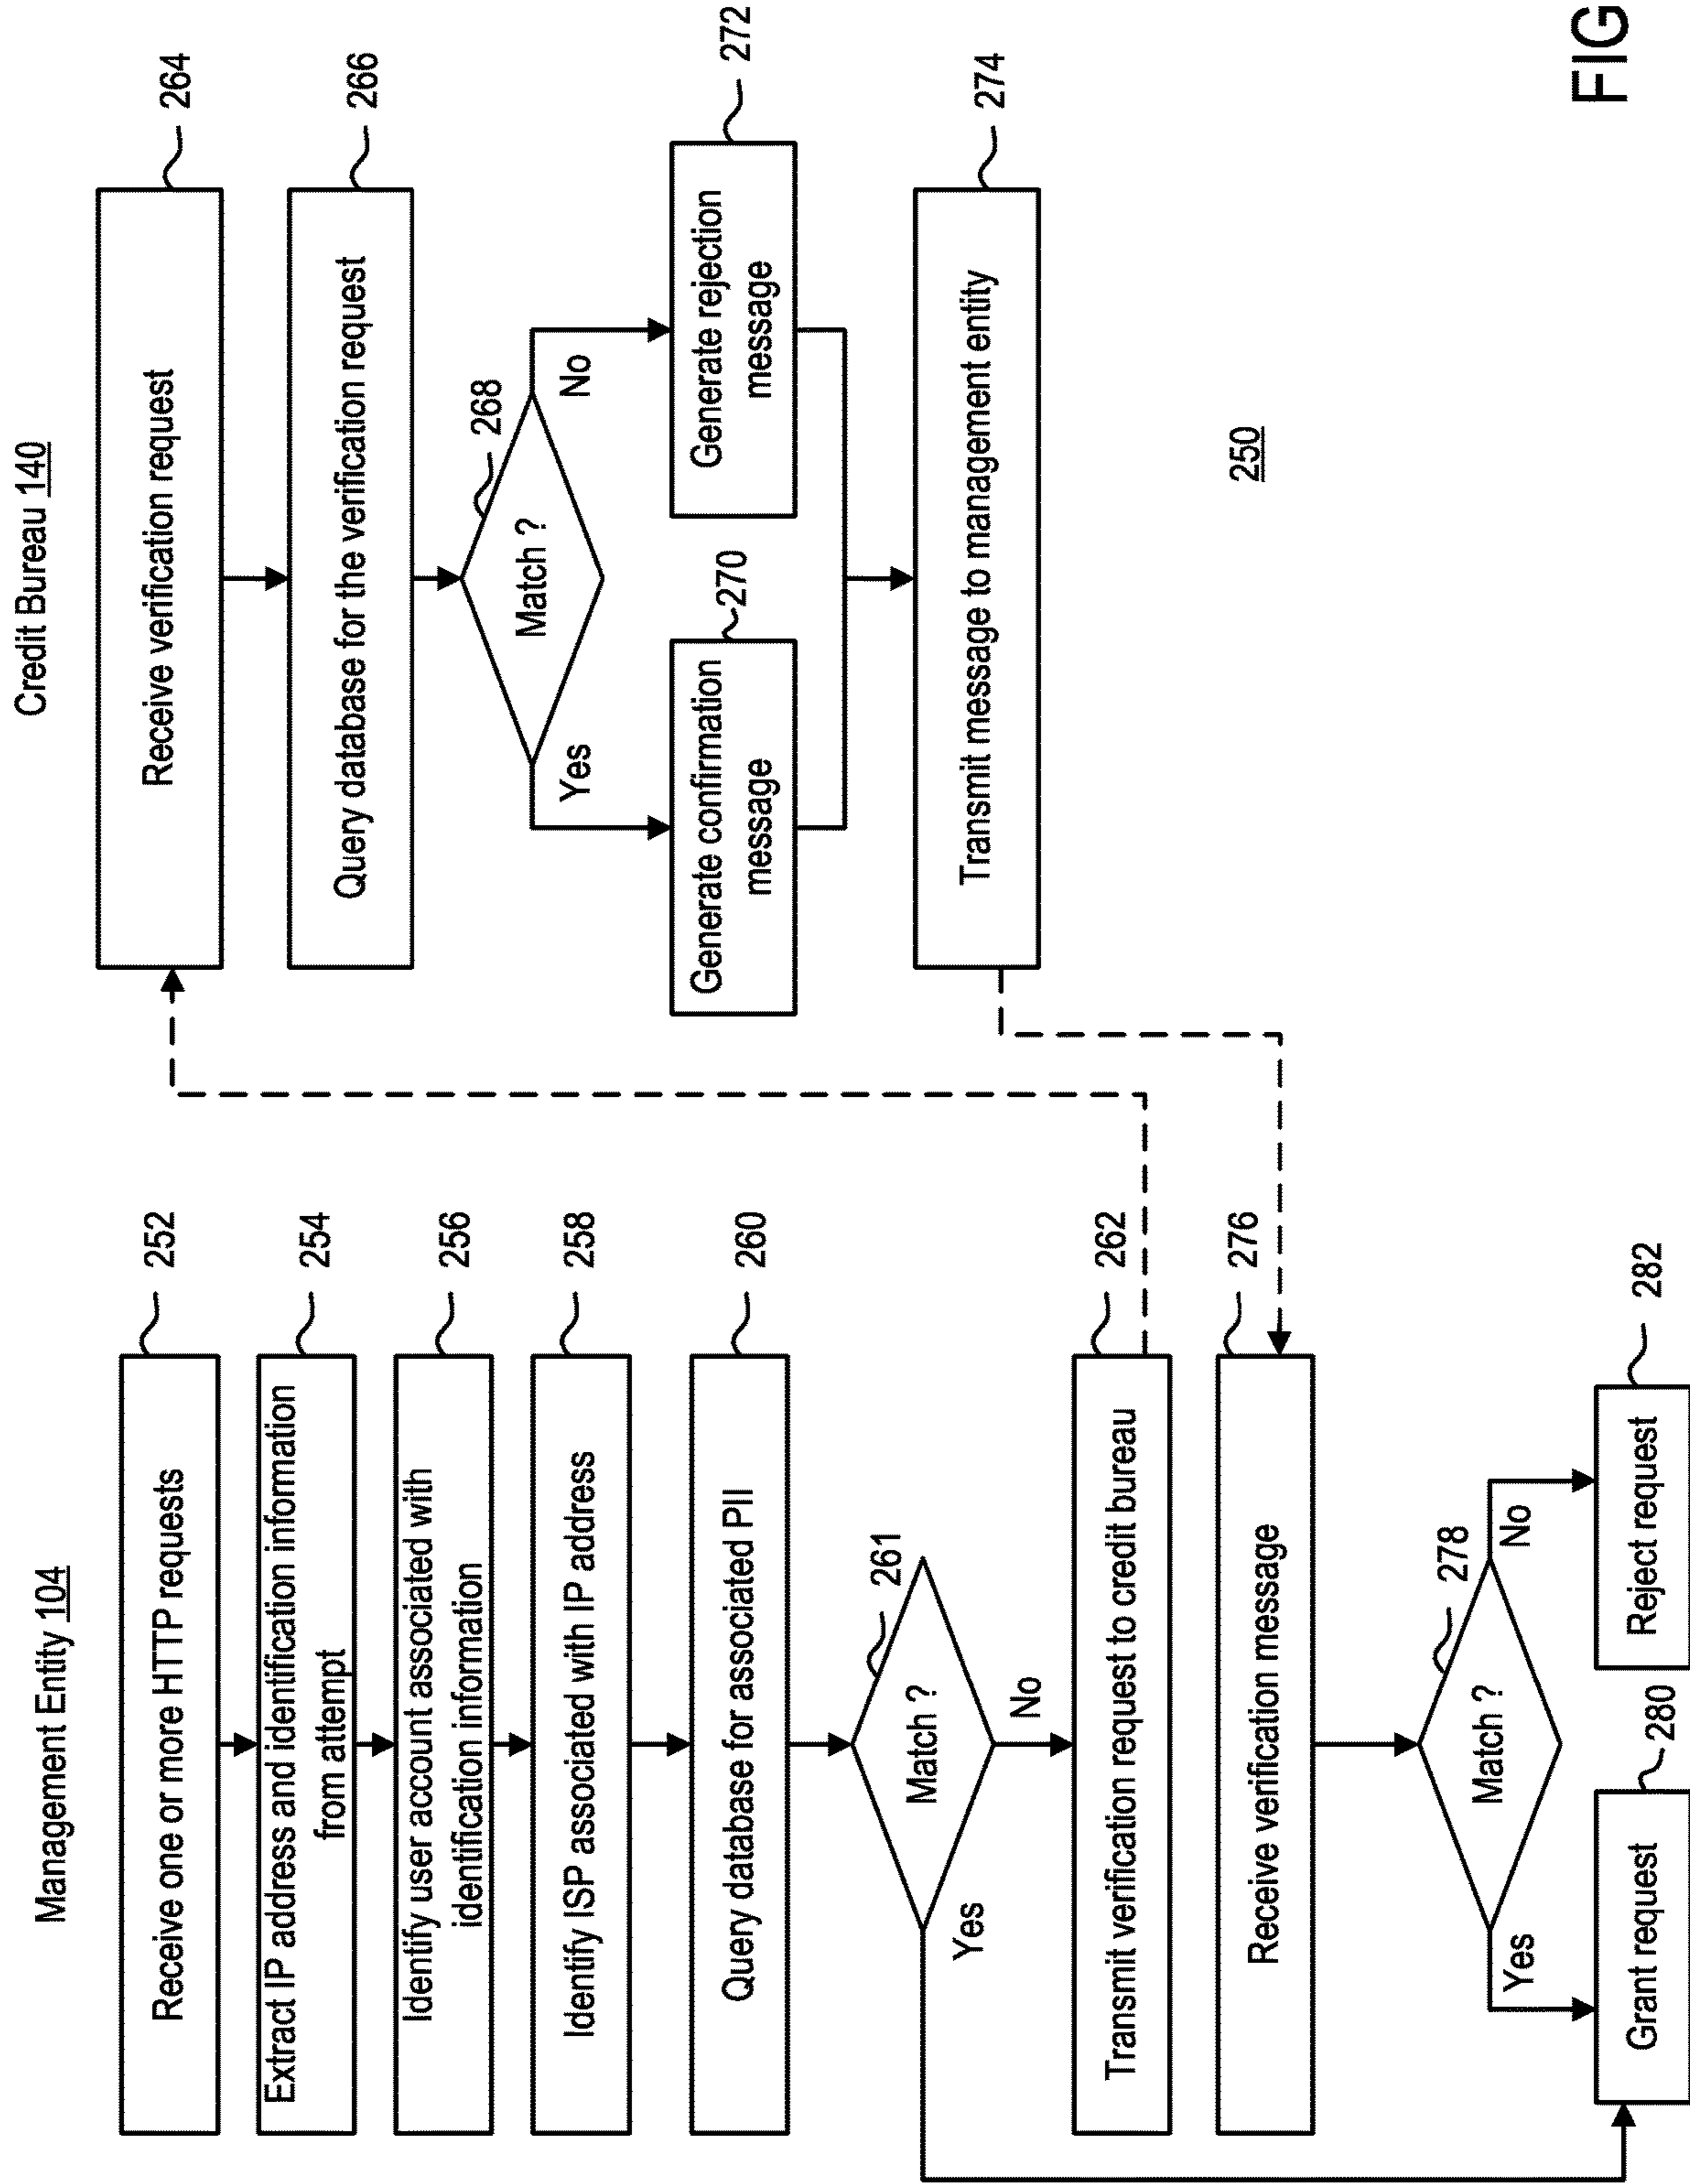 Management Entity 104
Receive one or more HTTP requests
252
Extract IP address and identification information
from attempt
254
Identify user account associated with
identification information
256
Identify ISP associated with IP address
258
Query database for associated PII
260
Match ?
261
Yes
No
Transmit verification request to credit bureau
262
Receive verification message
276
Match ?
278
Yes
No
Grant request
280
Reject request
282
Credit Bureau 140
Receive verification request
264
Query database for the verification request
266
Match ?
268
Yes
No
Generate confirmation
message
270
Generate rejection
message
272
Transmit message to management entity
274
250
FIG